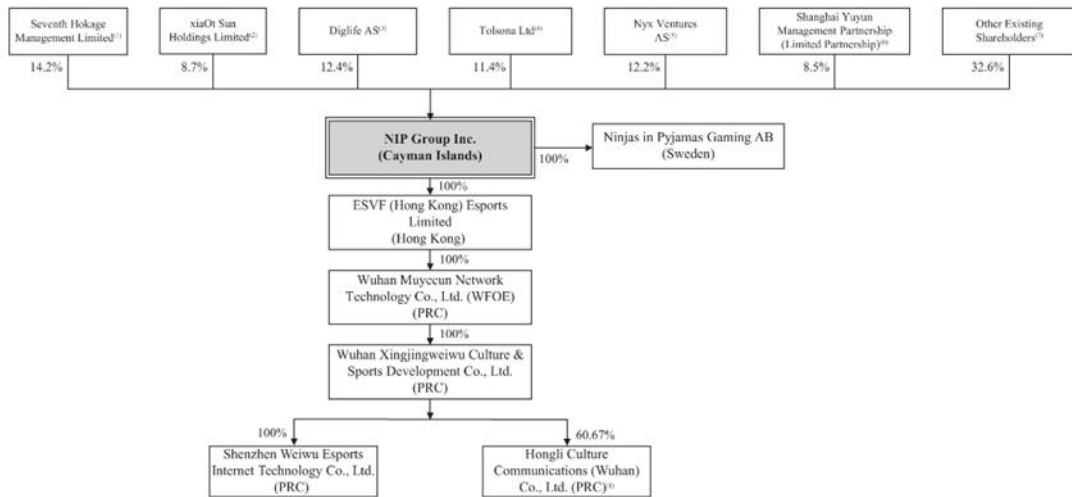 Seventh Hokage
Management Limited(1)
xiaOt Sun
Holdings Limited(2)
Diglife AS(3)
Tolsona Ltd(4)
Nyx Ventures
AS(5)
Shanghai Yuyun
Management Partnership
(Limited Partnership)(6)
Other Existing
Shareholders(7)
14.2%
8.7%
12.4%
11.4%
12.2%
8.5%
32.6%
NIP Group Inc.
(Cayman Islands)
100%
Ninjas in Pyjamas Gaming AB
(Sweden)
100%
ESVF (Hong Kong) Esports
Limited
(Hong Kong)
100%
Wuhan Muyecun Network
Technology Co., Ltd. (WFOE)
(PRC)
100%
Wuhan Xingjingweiwu Culture &
Sports Development Co., Ltd.
(PRC)
100%
60.67%
Shenzhen Weiwu Esports
Internet Technology Co., Ltd.
(PRC)
Hongli Culture
Communications (Wuhan)
Co., Ltd. (PRC)(8)